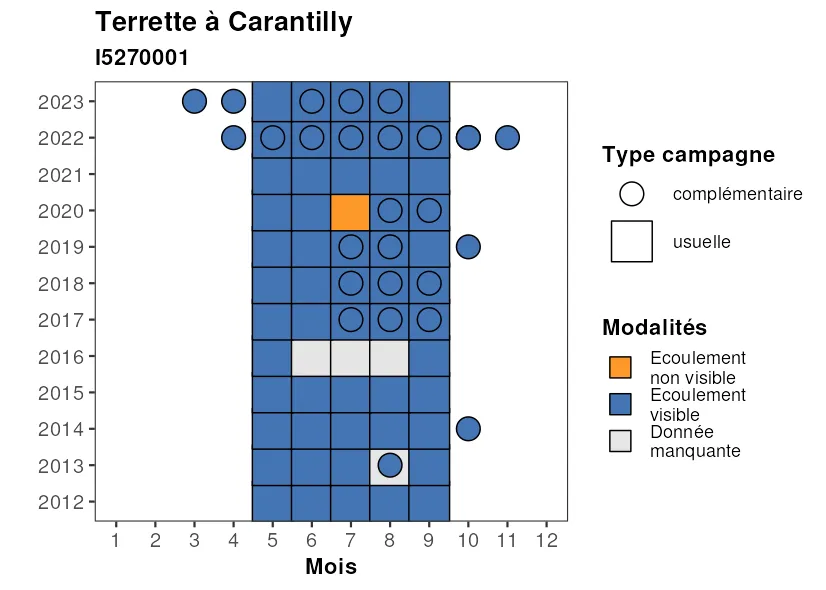 Terrette à Carantilly
I5270001
2023
2022
2021
2020
2019
2018
2017
2016
2015
2014
2013
2012
1 2 3 4 5 6 7 8 9 10 11 12
Mois
Type campagne
complémentaire
usuelle
Modalités
Ecoulement
non visible
Ecoulement
visible
Donnée
manquante